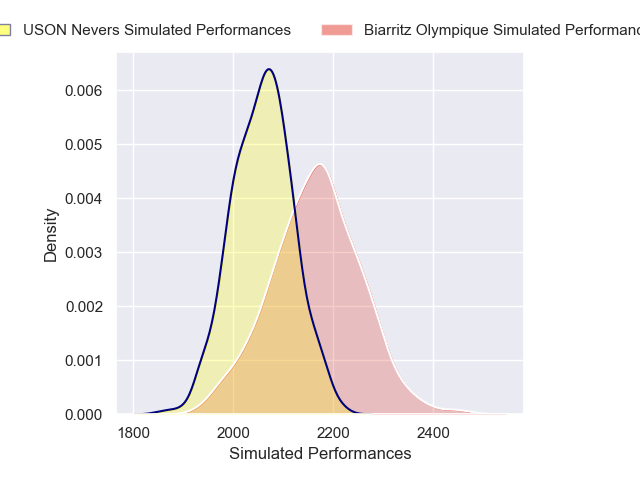 USON Nevers Simulated Performances
Biarritz Olympique Simulated
0.006
0.005
0.004
0.003
0.002
0.001
0.000
Density
1800
2000
2200
2400
Simulated Performances